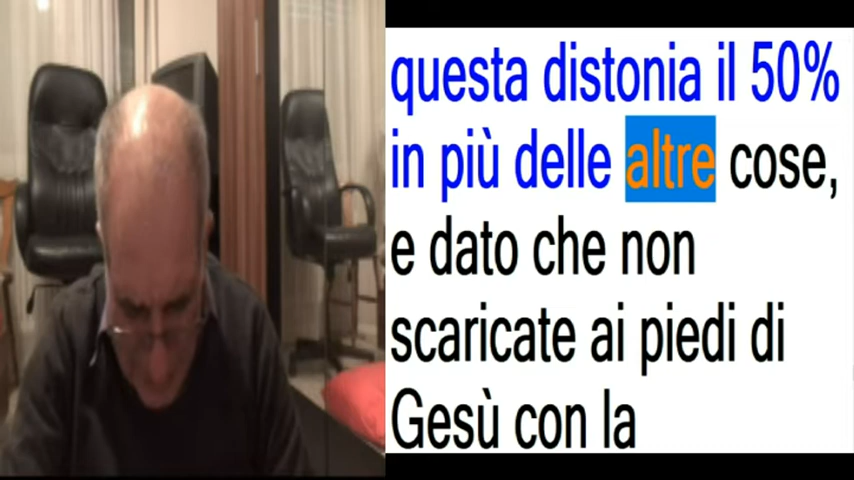 questa distonia il 50%
in più delle altre cose,
e dato che non
scaricate ai piedi di
Gesù con la